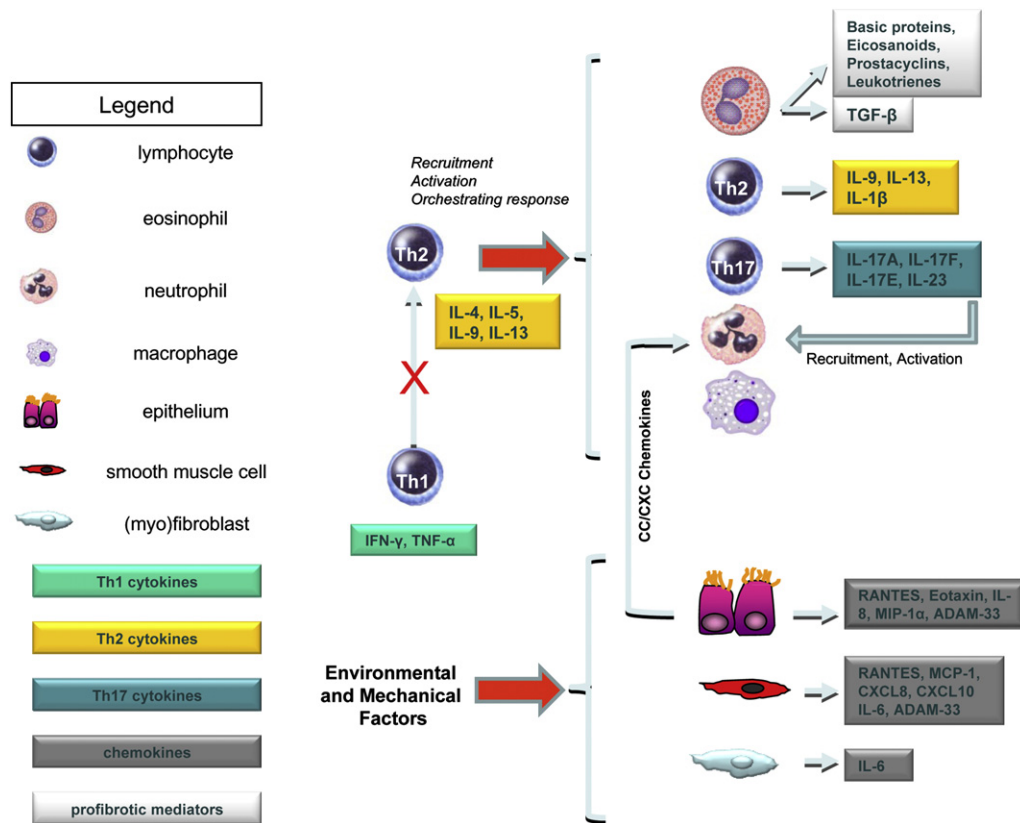 Legend
lymphocyte
eosinophil
neutrophil
macrophage
epithelium
smooth muscle cell
(myo)fibroblast
Th1 cytokines
Th2 cytokines
Th17 cytokines
chemokines
profibrotic mediators
Recruitment
Activation
Orchestrating response
Th2
IL-4, IL-5,
IL-9, IL-13
X
Th1
IFN-γ, TNF-α
Environmental
and Mechanical
Factors
Basic proteins,
Eicosanoids,
Prostacyclins,
Leukotrienes
TGF-β
Th2
IL-9, IL-13,
IL-1β
Th17
IL-17A, IL-17F,
IL-17E, IL-23
Recruitment, Activation
CC/CXC Chemokines
RANTES, Eotaxin, IL-
8, MIP-1α, ADAM-33
RANTES, MCP-1,
CXCL8, CXCL10
IL-6, ADAM-33
IL-6